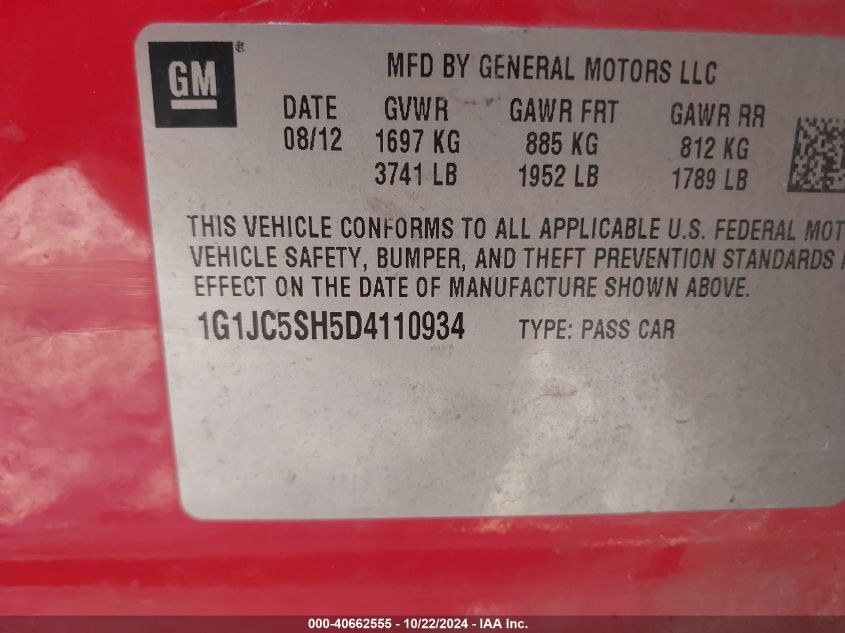 GM ®
MFD BY GENERAL MOTORS LLC
DATE GVWR GAWR FRT GAWR RR
08/12 1697 KG 885 KG 812 KG
3741 LB 1952 LB 1789 LB
THIS VEHICLE CONFORMS TO ALL APPLICABLE U.S. FEDERAL MOT
VEHICLE SAFETY, BUMPER, AND THEFT PREVENTION STANDARDS
EFFECT ON THE DATE OF MANUFACTURE SHOWN ABOVE.
1G1JC5SH5D4110934 TYPE: PASS CAR
000-40662555 - 10/22/2024 - IAA Inc.